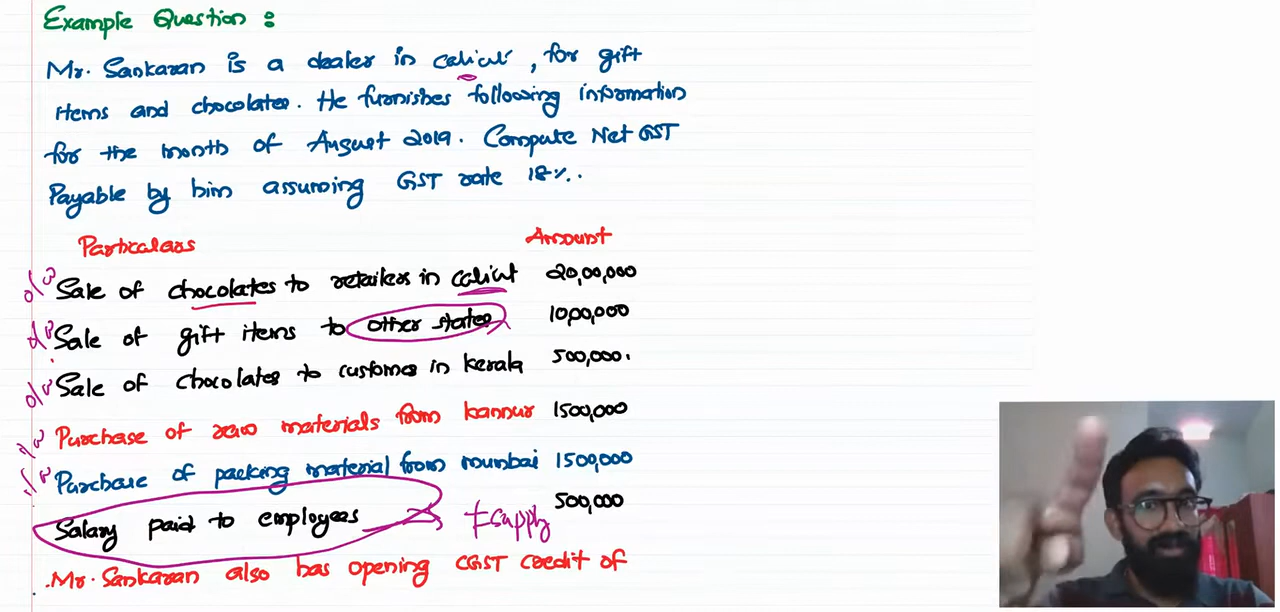 Example Question :
Mr. Sankaran is a dealer in calicut, for gift
items and chocolates. He furnishes following information
for the month of August 2019. Compute Net GST
Payable by him assuming GST rate 18%.
Particulars Amount
o/w Sale of chocolates to retailers in calicut 20,00,000
o/w Sale of gift items to other states 1000,000
o/w Sale of chocolates to customer in kerala 500,000
i/w Purchase of raw materials from kannur 1500,000
i/w Purchase of packing material from mumbai 1500,000
Salary paid to employees ≠ supply 500,000
Mr. Sankaran also has opening CGST credit of